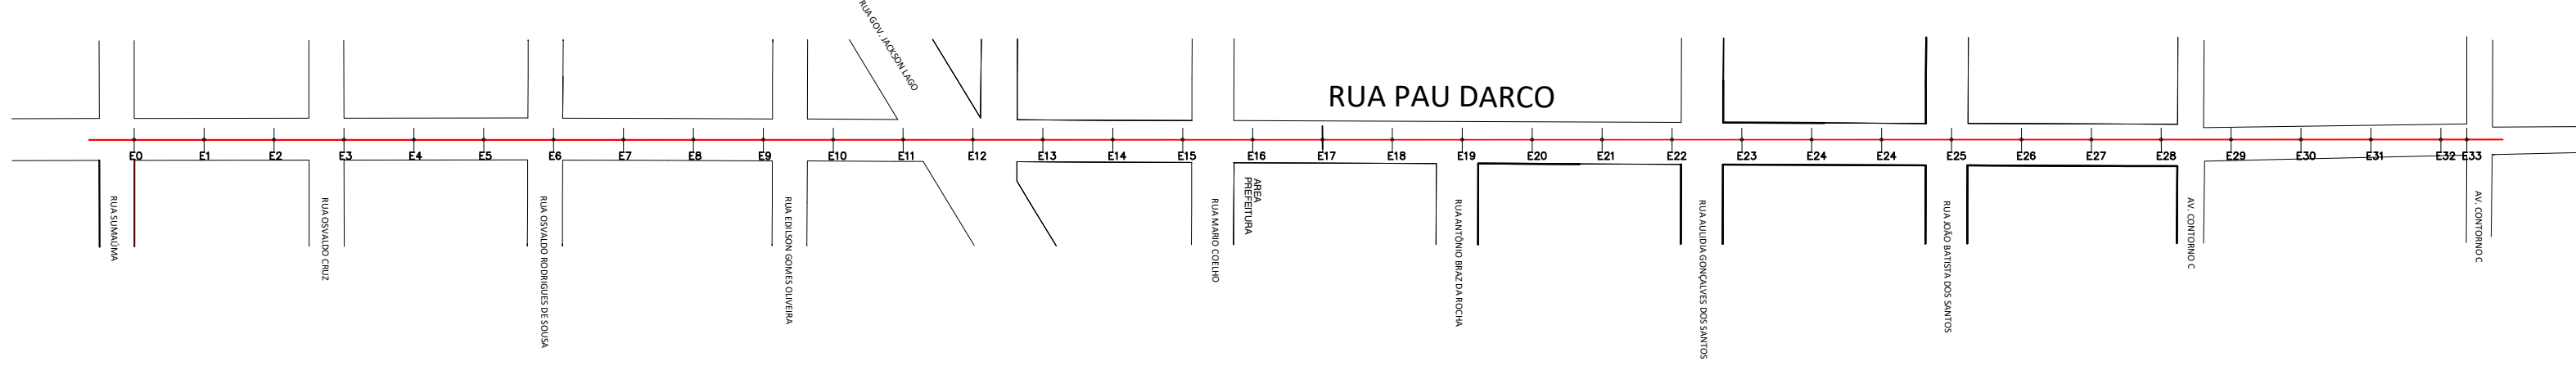 RUA GOV. JACKSON LAGO
RUA PAU DARCO
E0 E1 E2 E3 E4 E5 E6 E7 E8 E9 E10 E11 E12 E13 E14 E15 E16 E17 E18 E19 E20 E21 E22 E23 E24 E24 E25 E26 E27 E28 E29 E30 E31 E32 E33
RUA SUMAÚMA
RUA OSVALDO CRUZ
RUA OSVALDO RODRIGUES DE SOUSA
RUA EDILSON GOMES OLIVEIRA
RUA MARIO COELHO
AREA
PREFEITURA
RUA ANTÔNIO BRAZ DA ROCHA
RUA AULIDIA GONÇALVES DOS SANTOS
RUA JOÃO BATISTA DOS SANTOS
AV. CONTORNO C
AV. CONTORNO C